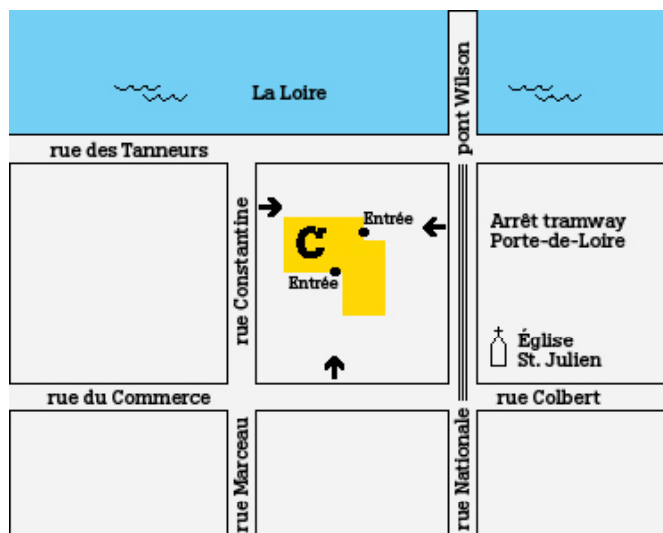 La Loire
pont Wilson
rue des Tanneurs
rue Constantine
Entrée
C
Entrée
Arrêt tramway
Porte-de-Loire
Église
St. Julien
rue du Commerce
rue Colbert
rue Marceau
rue Nationale